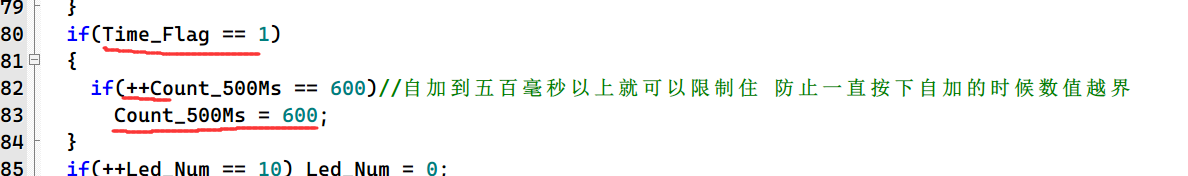 79 }
80 if(Time_Flag == 1)
81 {
82 if(++Count_500Ms == 600)//自加到五百毫秒以上就可以限制住 防止一直按下自加的时候数值越界
83 Count_500Ms = 600;
84 }
85 if(++Led_Num == 10) Led_Num = 0;